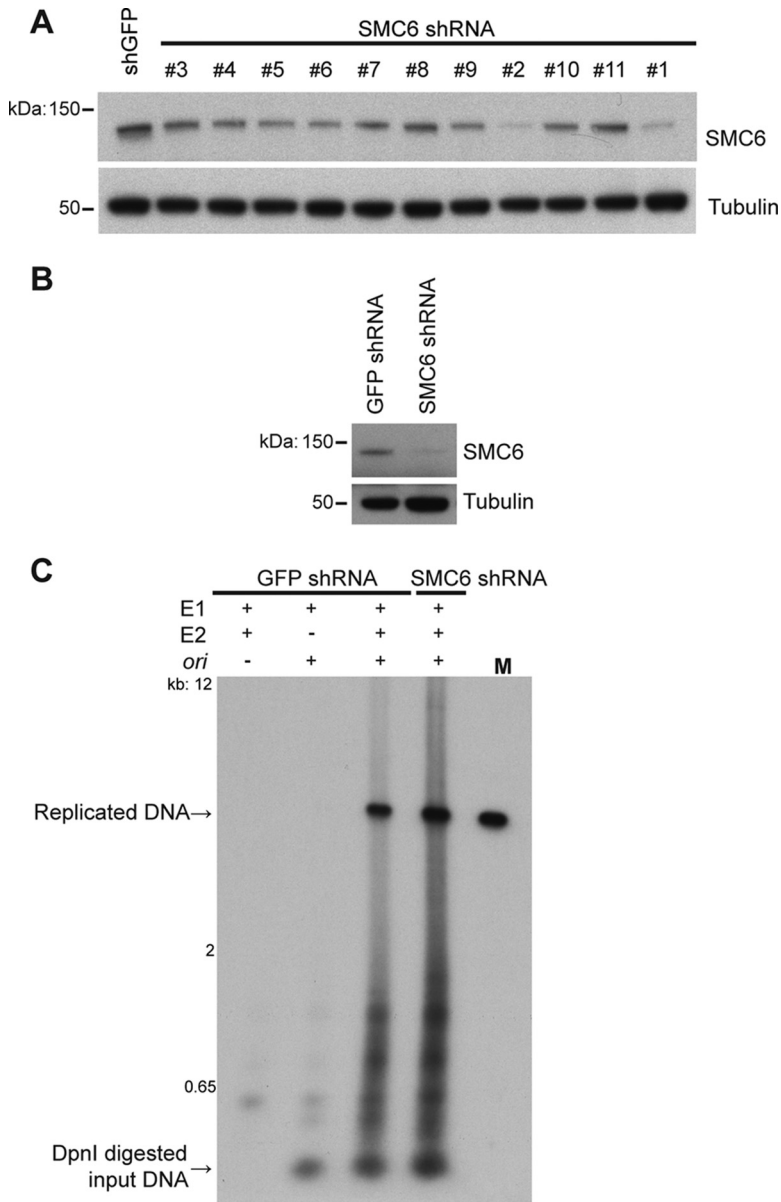 A
shGFP
SMC6 shRNA
#3 #4 #5 #6 #7 #8 #9 #2 #10 #11 #1
kDa: 150
SMC6
50
Tubulin
B
GFP shRNA
SMC6 shRNA
kDa: 150
SMC6
50
Tubulin
C
GFP shRNA SMC6 shRNA
E1 + + + +
E2 + - + +
ori - + + +
M
kb: 12
Replicated DNA→
2
0.65
DpnI digested
input DNA →